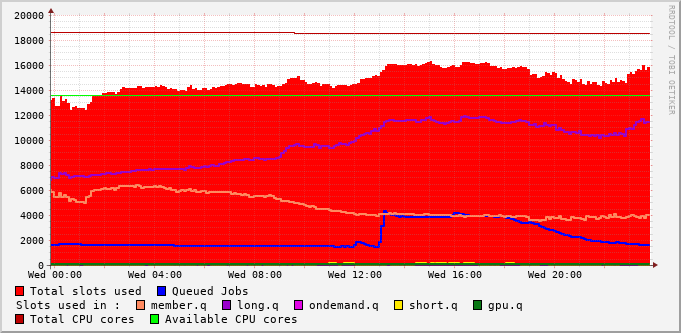 RRDTOOL / TOBI OETIKER
20000
18000
16000
14000
12000
10000
8000
6000
4000
2000
0
Wed 00:00 Wed 04:00 Wed 08:00 Wed 12:00 Wed 16:00 Wed 20:00
Total slots used Queued Jobs
Slots used in : member.q long.q ondemand.q short.q gpu.q
Total CPU cores Available CPU cores